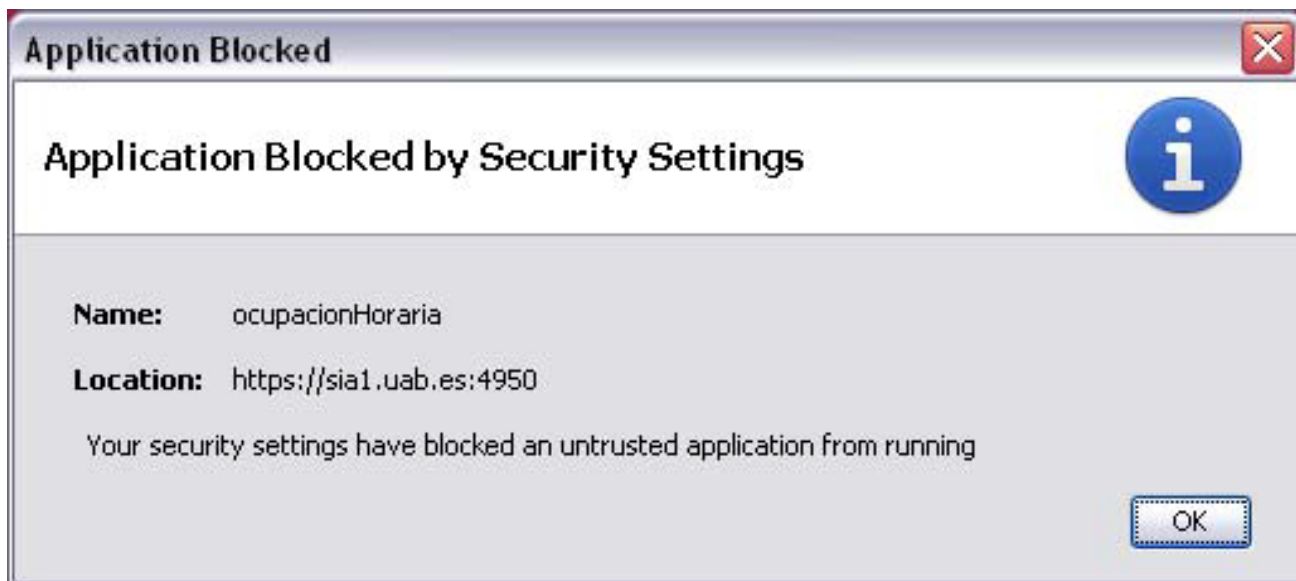 Application Blocked
Application Blocked by Security Settings
Name: ocupacionHoraria
Location: https://sia1.uab.es:4950
Your security settings have blocked an untrusted application from running
OK